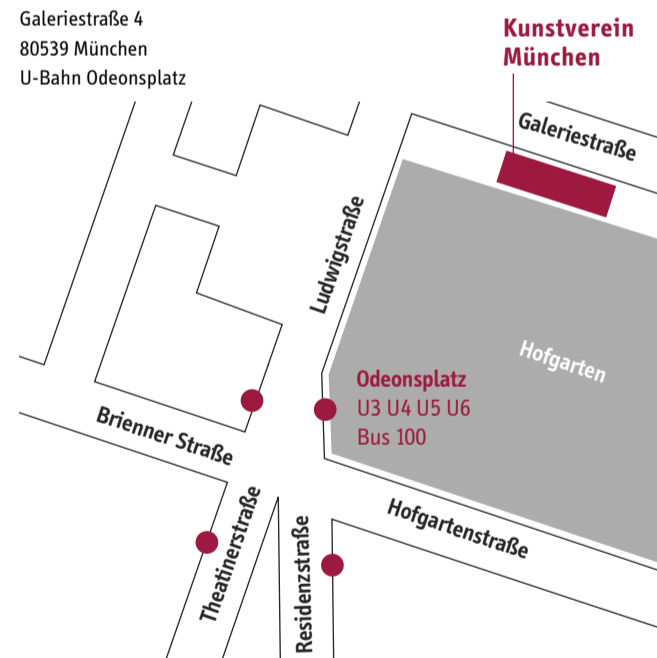 Galeriestraße 4
80539 München
U-Bahn Odeonsplatz
Kunstverein
München
Galeriestraße
Ludwigstraße
Hofgarten
Odeonsplatz
U3 U4 U5 U6
Bus 100
Brienner Straße
Theatinerstraße
Residenzstraße
Hofgartenstraße